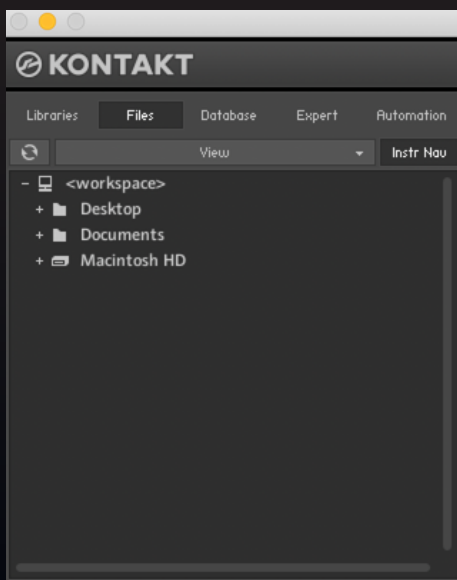 KONTAKT
Libraries Files Database Expert Automation
View Instr Nav
- <workspace>
+ Desktop
+ Documents
+ Macintosh HD